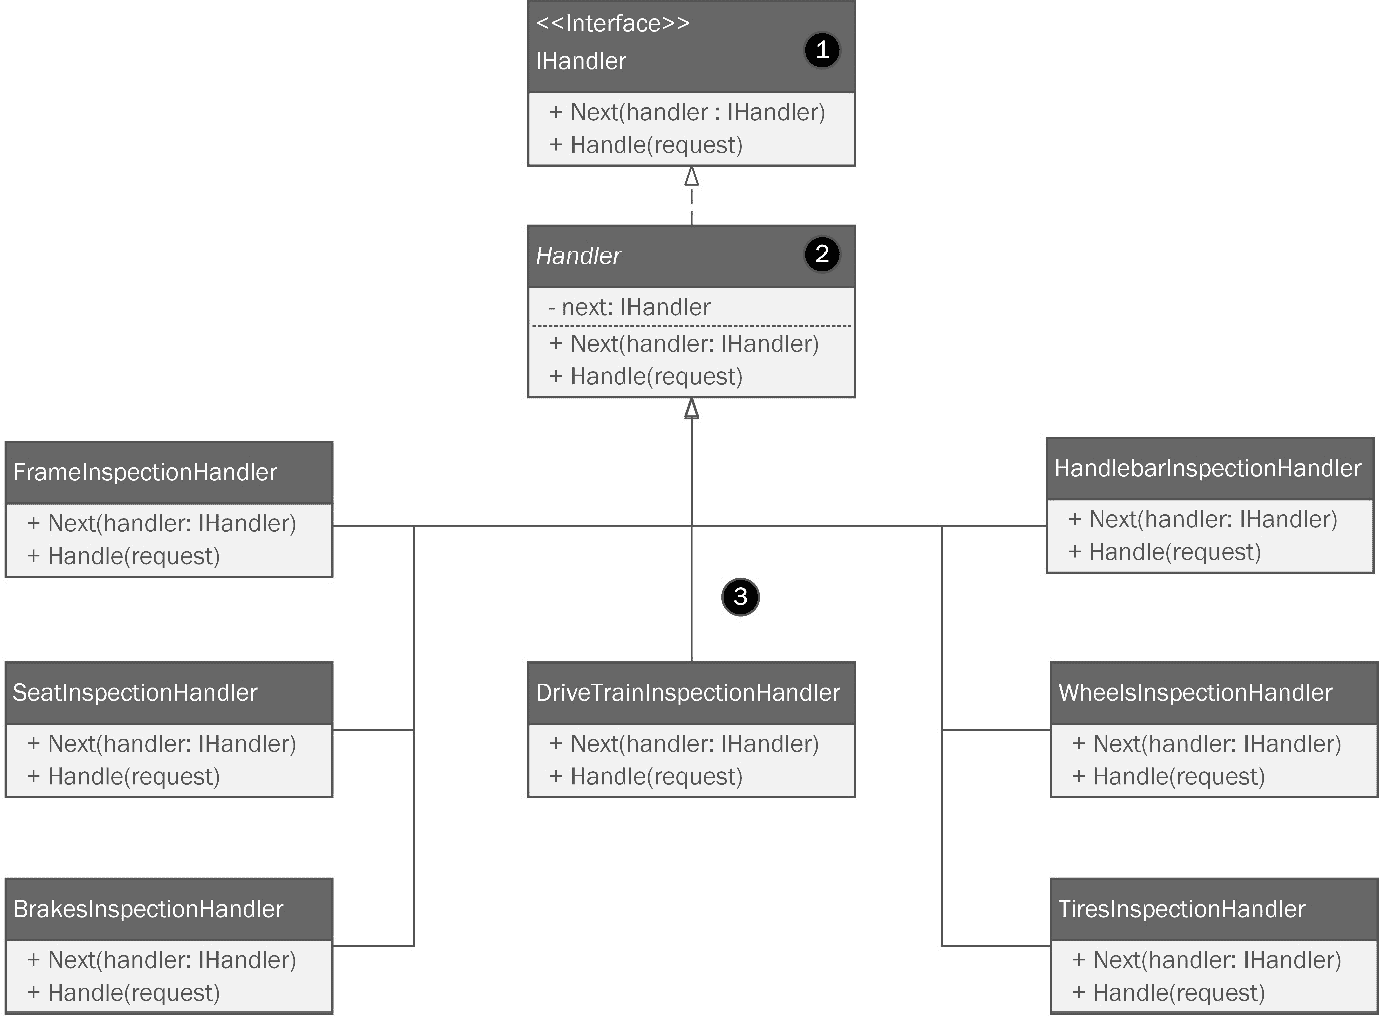 <<Interface>>
IHandler
1
+ Next(handler : IHandler)
+ Handle(request)
Handler
2
- next: IHandler
+ Next(handler: IHandler)
+ Handle(request)
FrameInspectionHandler
+ Next(handler: IHandler)
+ Handle(request)
HandlebarInspectionHandler
+ Next(handler: IHandler)
+ Handle(request)
3
SeatInspectionHandler
+ Next(handler: IHandler)
+ Handle(request)
DriveTrainInspectionHandler
+ Next(handler: IHandler)
+ Handle(request)
WheelsInspectionHandler
+ Next(handler: IHandler)
+ Handle(request)
BrakesInspectionHandler
+ Next(handler: IHandler)
+ Handle(request)
TiresInspectionHandler
+ Next(handler: IHandler)
+ Handle(request)